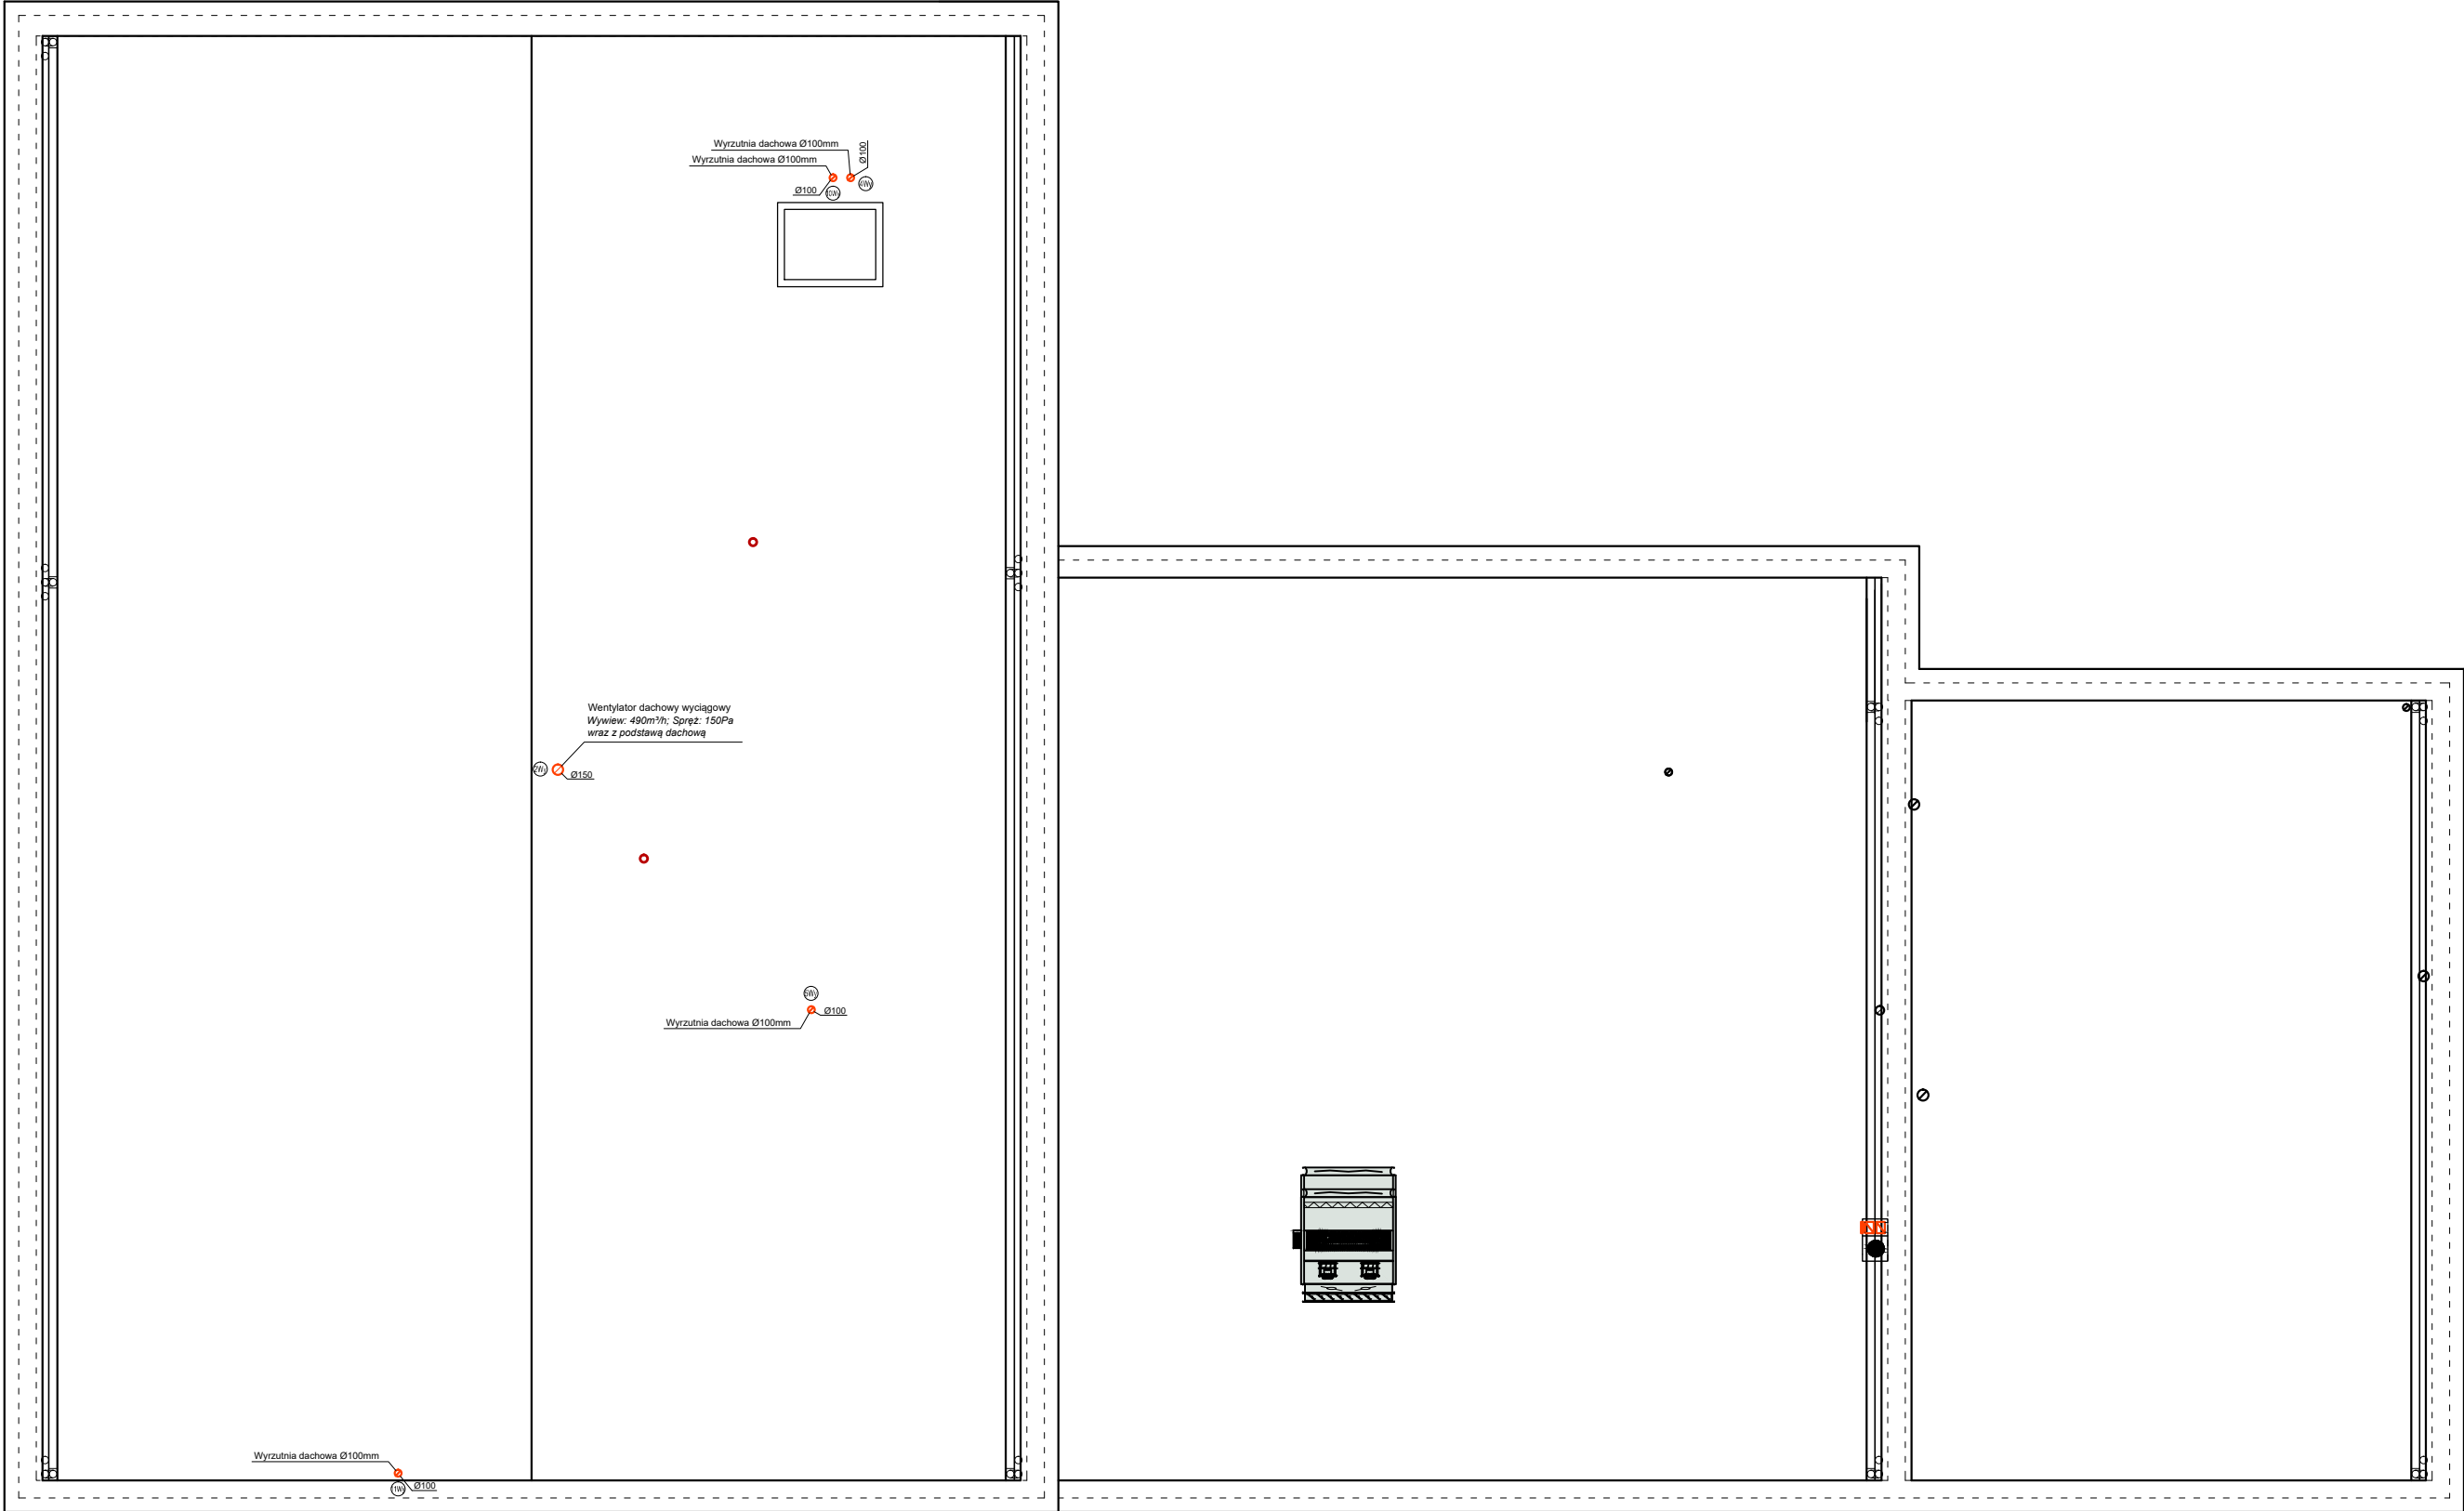 Wyrzutnia dachowa Ø100mm
Ø100
Wyrzutnia dachowa Ø100mm
Ø100
Wentylator dachowy wyciągowy
Wywiew: 490m³/h; Spręż: 150Pa
wraz z podstawą dachową
Ø150
Ø100
Wyrzutnia dachowa Ø100mm
Wyrzutnia dachowa Ø100mm
Ø100